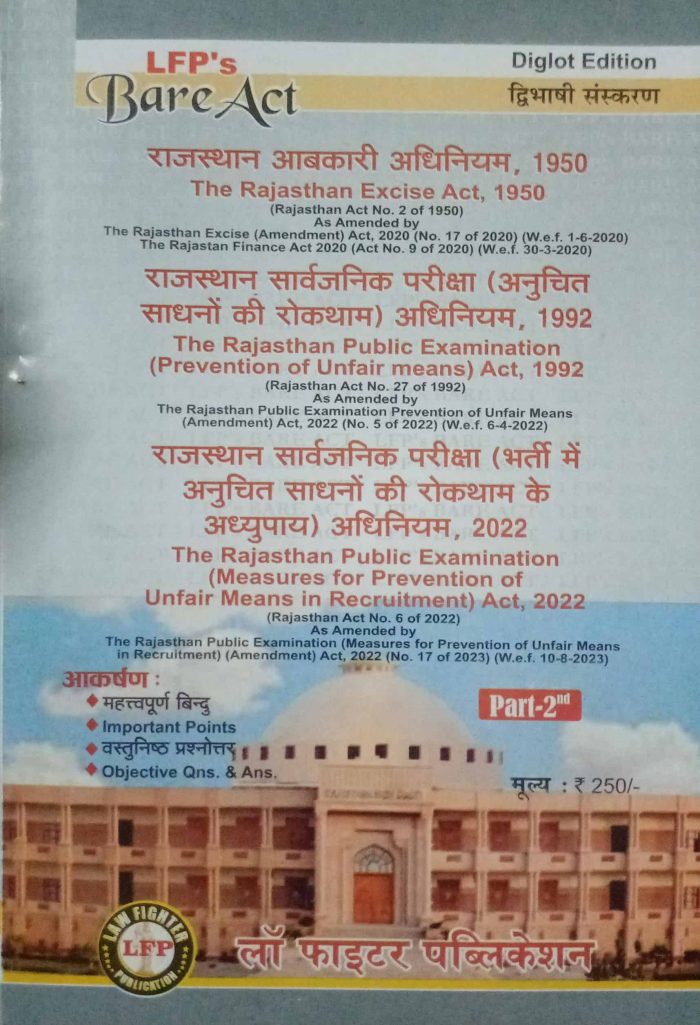 LFP's
Bare Act
Diglot Edition
द्विभाषी संस्करण
राजस्थान आबकारी अधिनियम, 1950
The Rajasthan Excise Act, 1950
(Rajasthan Act No. 2 of 1950)
As Amended by
The Rajasthan Excise (Amendment) Act, 2020 (No. 17 of 2020) (W.e.f. 1-6-2020)
The Rajastan Finance Act 2020 (Act No. 9 of 2020) (W.e.f. 30-3-2020)
राजस्थान सार्वजनिक परीक्षा (अनुचित
साधनों की रोकथाम) अधिनियम, 1992
The Rajasthan Public Examination
(Prevention of Unfair means) Act, 1992
(Rajasthan Act No. 27 of 1992)
As Amended by
The Rajasthan Public Examination Prevention of Unfair Means
(Amendment) Act, 2022 (No. 5 of 2022) (W.e.f. 6-4-2022)
राजस्थान सार्वजनिक परीक्षा (भर्ती में
अनुचित साधनों की रोकथाम के
अध्युपाय) अधिनियम, 2022
The Rajasthan Public Examination
(Measures for Prevention of
Unfair Means in Recruitment) Act, 2022
(Rajasthan Act No. 6 of 2022)
As Amended by
The Rajasthan Public Examination (Measures for Prevention of Unfair Means
in Recruitment) (Amendment) Act, 2022 (No. 17 of 2023) (W.e.f. 10-8-2023)
आकर्षण :
महत्त्वपूर्ण बिन्दु
Important Points
वस्तुनिष्ठ प्रश्नोत्तर
Objective Qns. & Ans.
Part-2nd
मूल्य : ₹ 250/-
LAW FIGHTER
LFP
PUBLICATION
लॉ फाइटर पब्लिकेशन